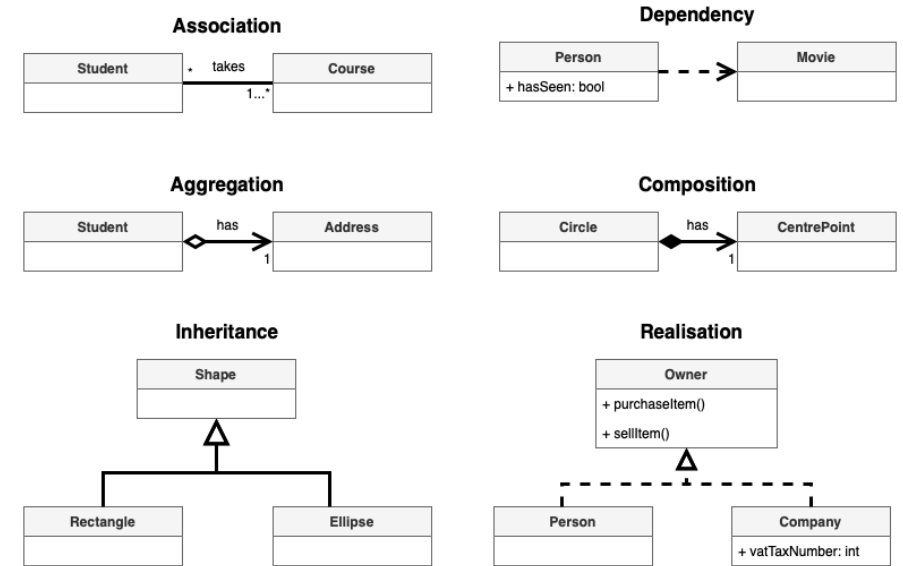 Association
Student
*
takes
1...*
Course
Dependency
Person
+ hasSeen: bool
Movie
Aggregation
Student
has
1
Address
Composition
Circle
has
1
CentrePoint
Inheritance
Shape
Rectangle
Ellipse
Realisation
Owner
+ purchaseItem()
+ sellItem()
Person
Company
+ vatTaxNumber: int